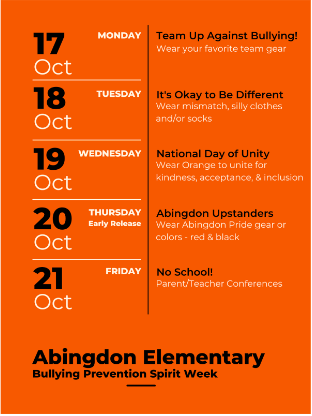 17
Oct
MONDAY
Team Up Against Bullying!
Wear your favorite team gear
18
Oct
TUESDAY
It's Okay to Be Different
Wear mismatch, silly clothes
and/or socks
19
Oct
WEDNESDAY
National Day of Unity
Wear Orange to unite for
kindness, acceptance, & Inclusion
20
Oct
THURSDAY
Early Release
Abingdon Upstanders
Wear Abingdon Pride gear or
colors - red & black
21
Oct
FRIDAY
No School!
Parent/Teacher Conferences
Abingdon Elementary
Bullying Prevention Spirit Week